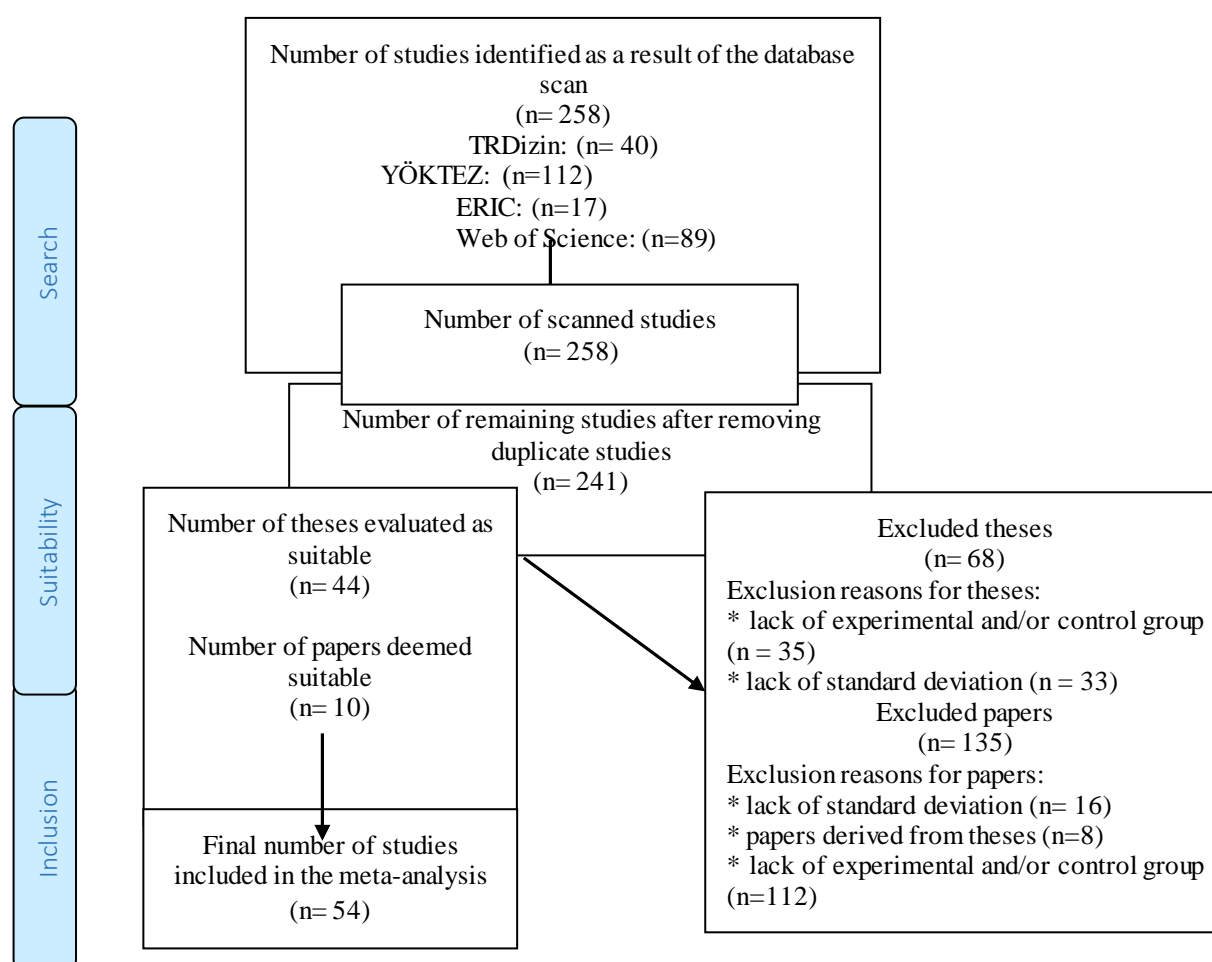 Number of studies identified as a result of the database
scan
(n= 258)
TRDizin: (n= 40)
YÖKTEZ: (n=112)
ERIC: (n=17)
Web of Science: (n=89)
Search
Number of scanned studies
(n= 258)
Number of remaining studies after removing
duplicate studies
(n= 241)
Suitability
Number of theses evaluated as
suitable
(n= 44)
Number of papers deemed
suitable
(n= 10)
Excluded theses
(n= 68)
Exclusion reasons for theses:
* lack of experimental and/or control group
(n = 35)
* lack of standard deviation (n = 33)
Excluded papers
(n= 135)
Exclusion reasons for papers:
* lack of standard deviation (n= 16)
* papers derived from theses (n=8)
* lack of experimental and/or control group
(n=112)
Inclusion
Final number of studies
included in the meta-analysis
(n= 54)